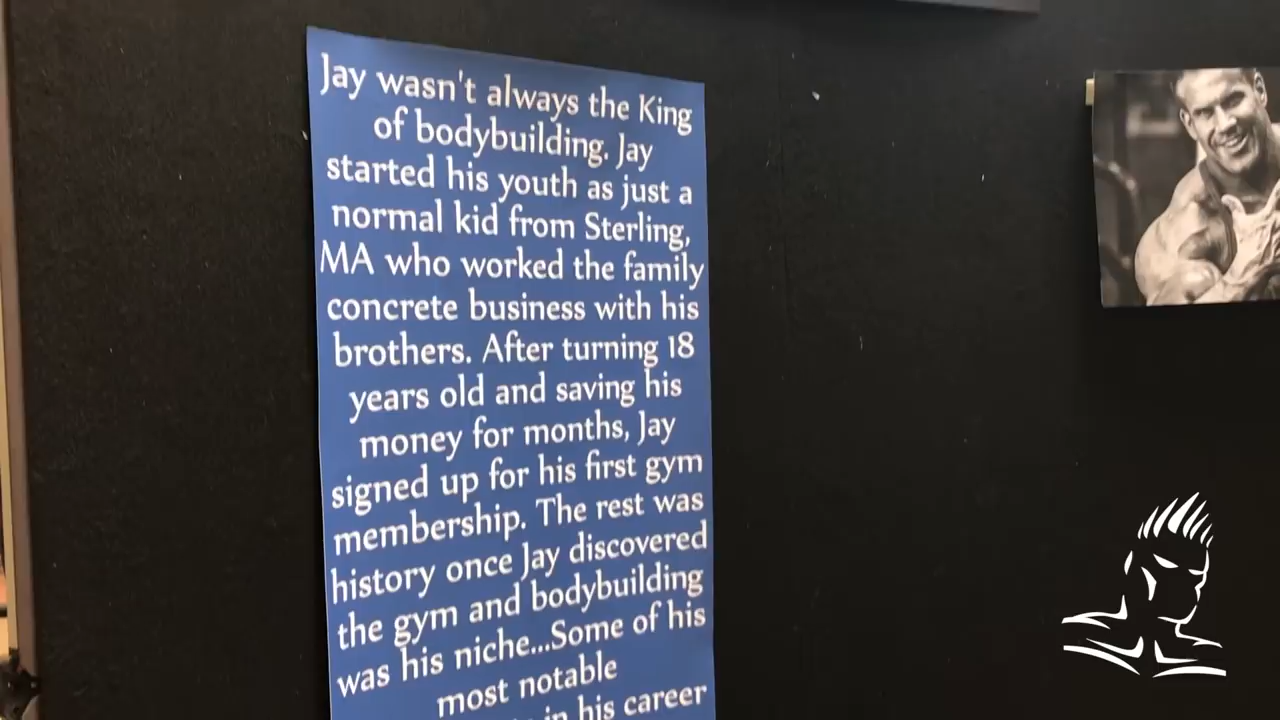 Jay wasn't always the King
of bodybuilding. Jay
started his youth as just a
normal kid from Sterling,
MA who worked the family
concrete business with his
brothers. After turning 18
years old and saving his
money for months, Jay
signed up for his first gym
membership. The rest was
history once Jay discovered
the gym and bodybuilding
was his niche...Some of his
most notable
in his career